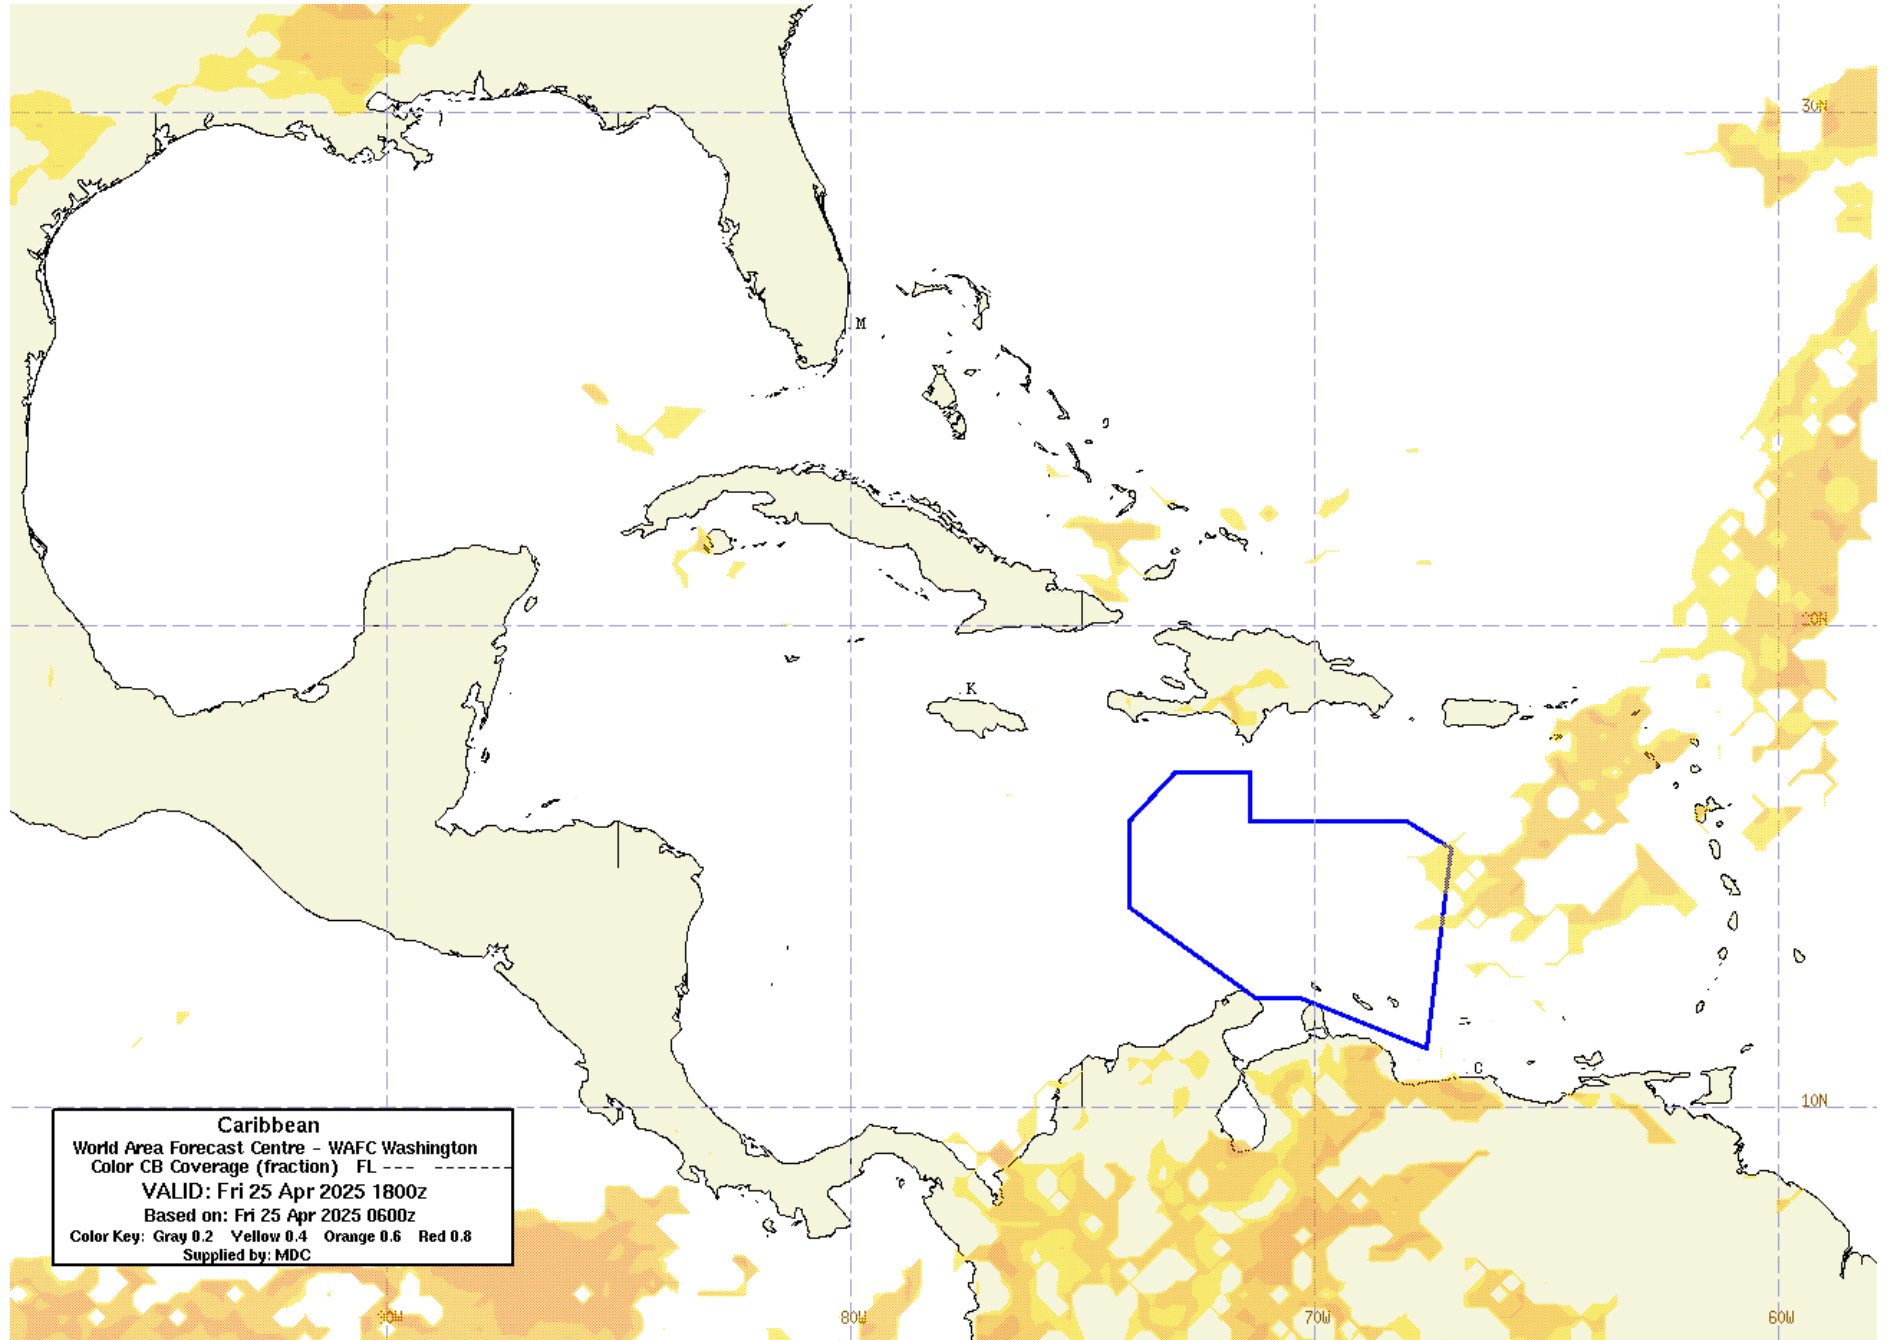 30N
M
20N
K
C
10N
Caribbean
World Area Forecast Centre - WAFC Washington
Color CB Coverage (fraction) FL --- --------
VALID: Fri 25 Apr 2025 1800z
Based on: Fri 25 Apr 2025 0600z
Color Key: Gray 0.2 Yellow 0.4 Orange 0.6 Red 0.8
Supplied by: MDC
90W 80W 70W 60W